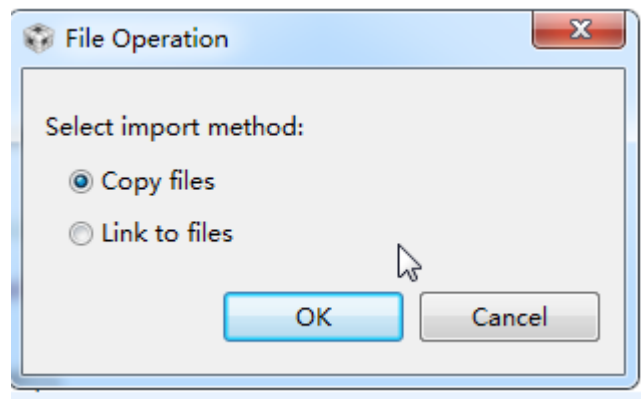 File Operation
Select import method:
Copy files
Link to files
OK Cancel